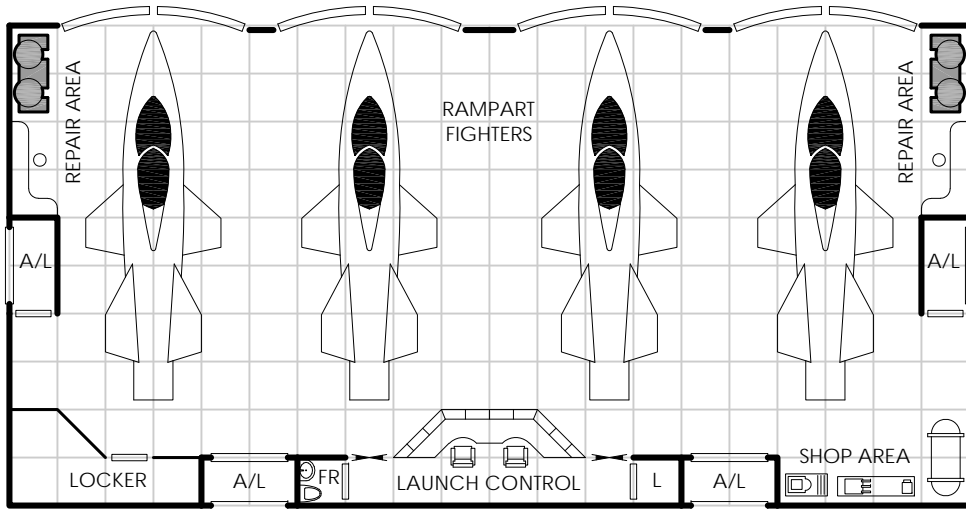 REPAIR AREA
RAMPART
FIGHTERS
REPAIR AREA
A/L
A/L
LOCKER
A/L
FR
LAUNCH CONTROL
L
A/L
SHOP AREA